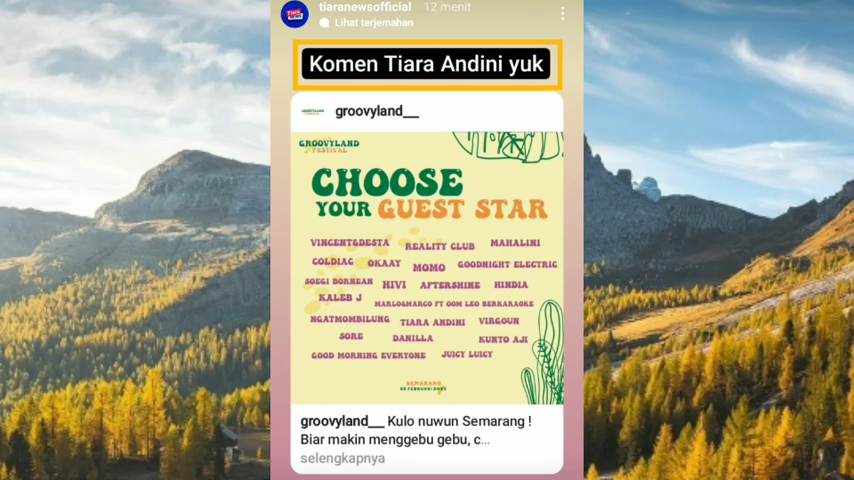 tiaranewsofficial 12 menit
Lihat terjemahan
Komen Tiara Andini yuk
groovyland__
GROOVYLAND
FESTIVAL
CHOOSE
YOUR GUEST STAR
VINCENT&DESTA REALITY CLUB MAHALINI
COLDIAC OKAAY MOMO GOODNIGHT ELECTRIC
SOEGI BORNEAN HIVI AFTERSHINE HINDIA
KALEB J MARLO&MARCO FT OOM LEO BERKARAOKE
NGATMOMBILUNG TIARA ANDINI VIRGOUN
SORE DANILLA KUNTO AJI
GOOD MORNING EVERYONE JUICY LUICY
SEMARANG
groovyland__ Kulo nuwun Semarang !
Biar makin menggebu gebu, c...
selengkapnya